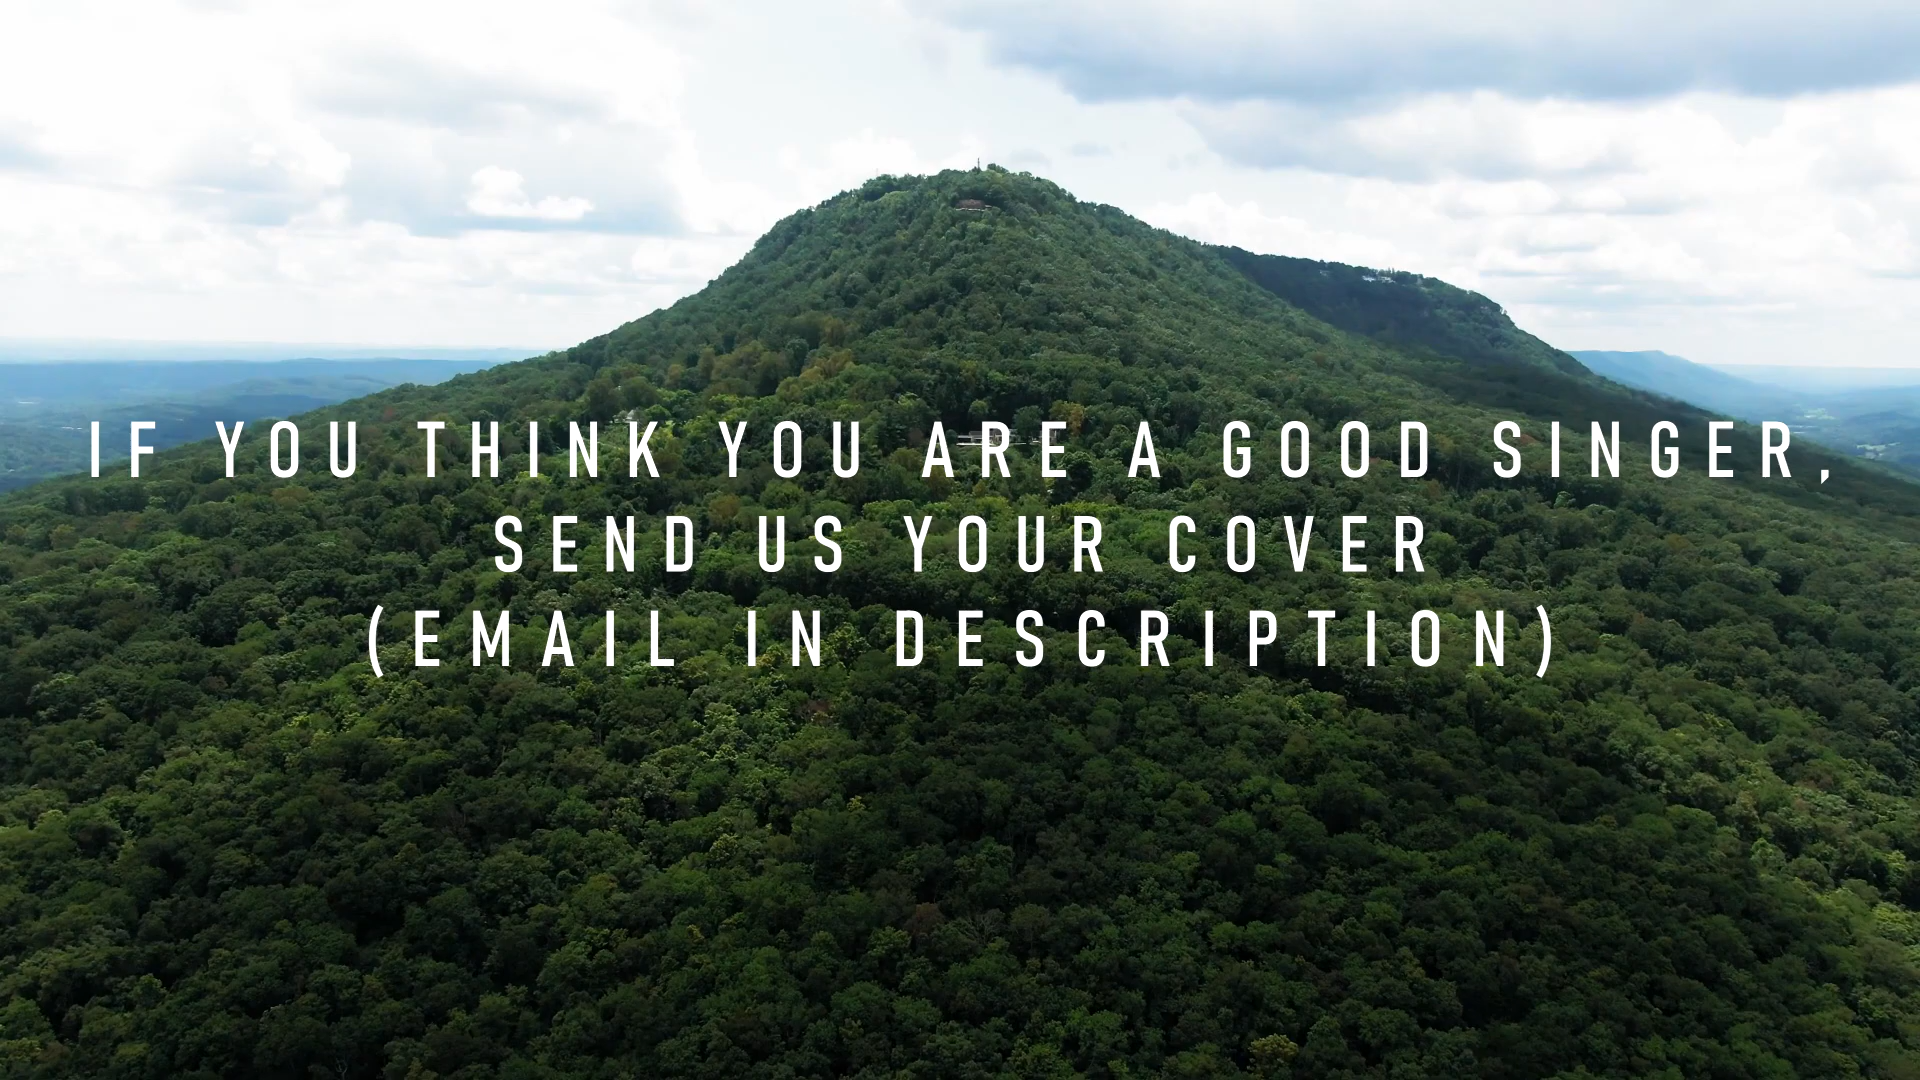 IF YOU THINK YOU ARE A GOOD SINGER,
SEND US YOUR COVER
(EMAIL IN DESCRIPTION)